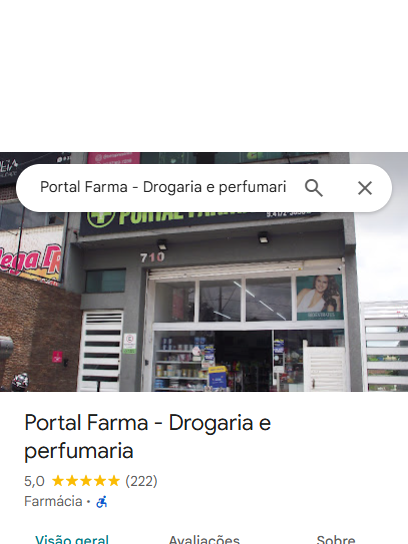 Portal Farma - Drogaria e perfumari
PORTAL FARMA
710
Portal Farma - Drogaria e
perfumaria
5,0 (222)
Farmácia ·
Visão geral Avaliações Sobre